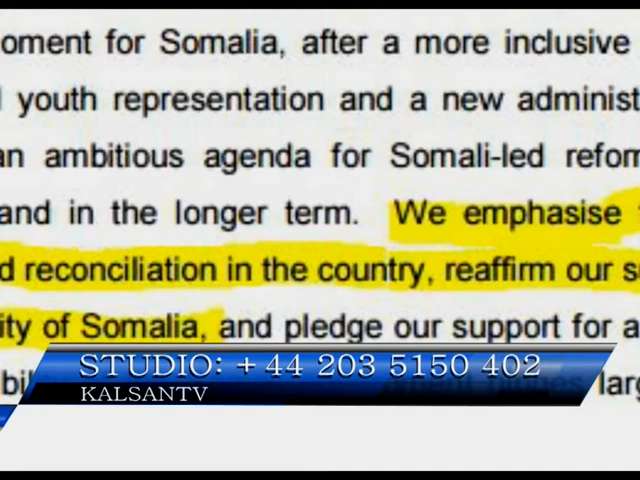 oment for Somalia, after a more inclusive
youth representation and a new administ
an ambitious agenda for Somali-led refor
and in the longer term. We emphasise
d reconciliation in the country, reaffirm our s
ity of Somalia, and pledge our support for a
STUDIO: + 44 203 5150 402
KALSANTV